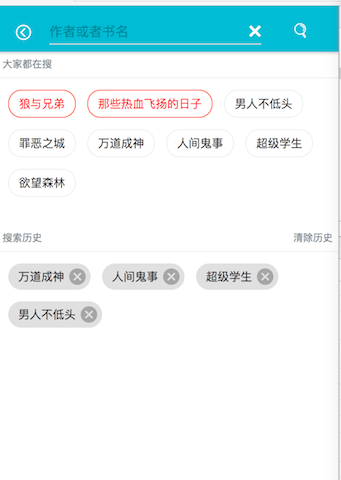 作者或者书名
大家都在搜
狼与兄弟 那些热血飞扬的日子 男人不低头
罪恶之城 万道成神 人间鬼事 超级学生
欲望森林
搜索历史 清除历史
万道成神 人间鬼事 超级学生
男人不低头